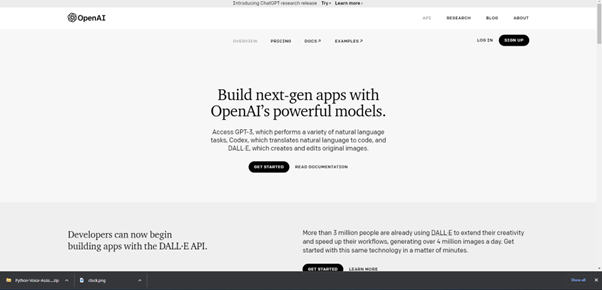 Introducing ChatGPT research release Try › Learn more ›
OpenAI
API RESEARCH BLOG ABOUT
OVERVIEW PRICING DOCS ↗ EXAMPLES ↗
LOG IN SIGN UP
Build next-gen apps with
OpenAI’s powerful models.
Access GPT-3, which performs a variety of natural language
tasks, Codex, which translates natural language to code, and
DALL·E, which creates and edits original images.
GET STARTED READ DOCUMENTATION
Developers can now begin
building apps with the DALL·E API.
More than 3 million people are already using DALL·E to extend their creativity
and speed up their workflows, generating over 4 million images a day. Get
started with this same technology in a matter of minutes.
GET STARTED LEARN MORE
Python-Voice-Assis....zip
clock.png
Show all